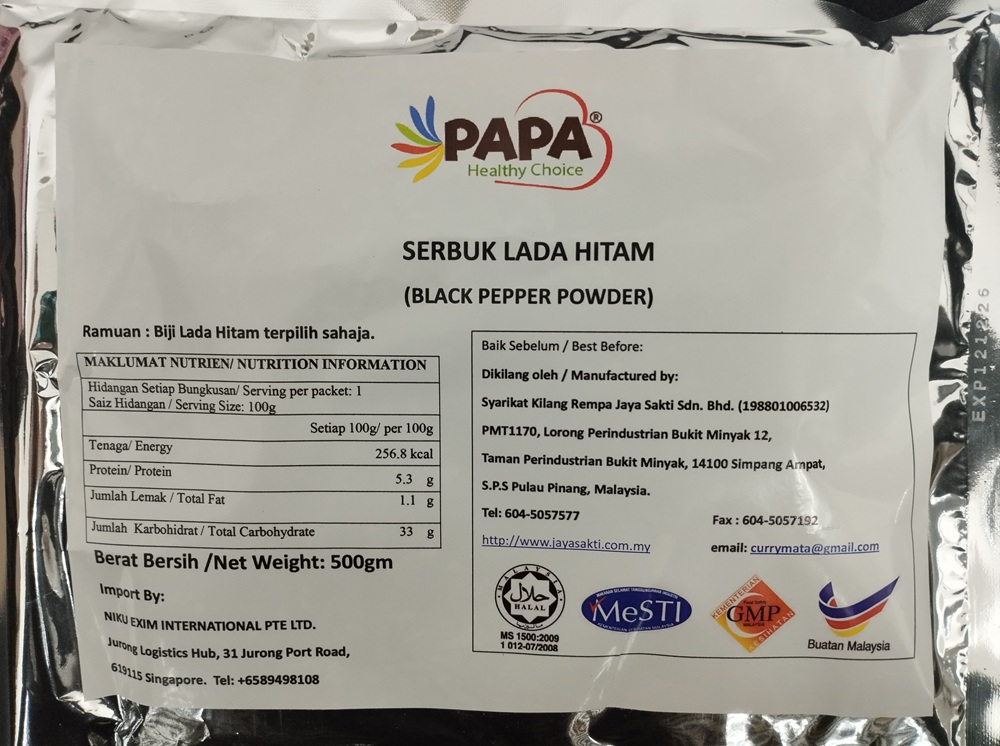 PAPA®
Healthy Choice
SERBUK LADA HITAM
(BLACK PEPPER POWDER)
Ramuan : Biji Lada Hitam terpilih sahaja.
MAKLUMAT NUTRIEN/ NUTRITION INFORMATION
Hidangan Setiap Bungkusan/ Serving per packet: 1
Saiz Hidangan / Serving Size: 100g
Setiap 100g/ per 100g
Tenaga/ Energy 256.8 kcal
Protein/ Protein 5.3 g
Jumlah Lemak / Total Fat 1.1 g
Jumlah Karbohidrat / Total Carbohydrate 33 g
Berat Bersih /Net Weight: 500gm
Import By:
NIKU EXIM INTERNATIONAL PTE LTD.
Jurong Logistics Hub, 31 Jurong Port Road,
619115 Singapore. Tel: +6589498108
Baik Sebelum / Best Before:
Dikilang oleh / Manufactured by:
Syarikat Kilang Rempa Jaya Sakti Sdn. Bhd. (198801006532)
PMT1170, Lorong Perindustrian Bukit Minyak 12,
Taman Perindustrian Bukit Minyak, 14100 Simpang Ampat,
S.P.S Pulau Pinang, Malaysia.
Tel: 604-5057577 Fax : 604-5057192
http://www.jayasakti.com.my email: currymata@gmail.com
MALAYSIA
حلال
HALAL
MS 1500:2009
1 012-07/2008
MeSTI
KEMENTERIAN
GMP
MALAYSIA
KESIHATAN
Buatan Malaysia